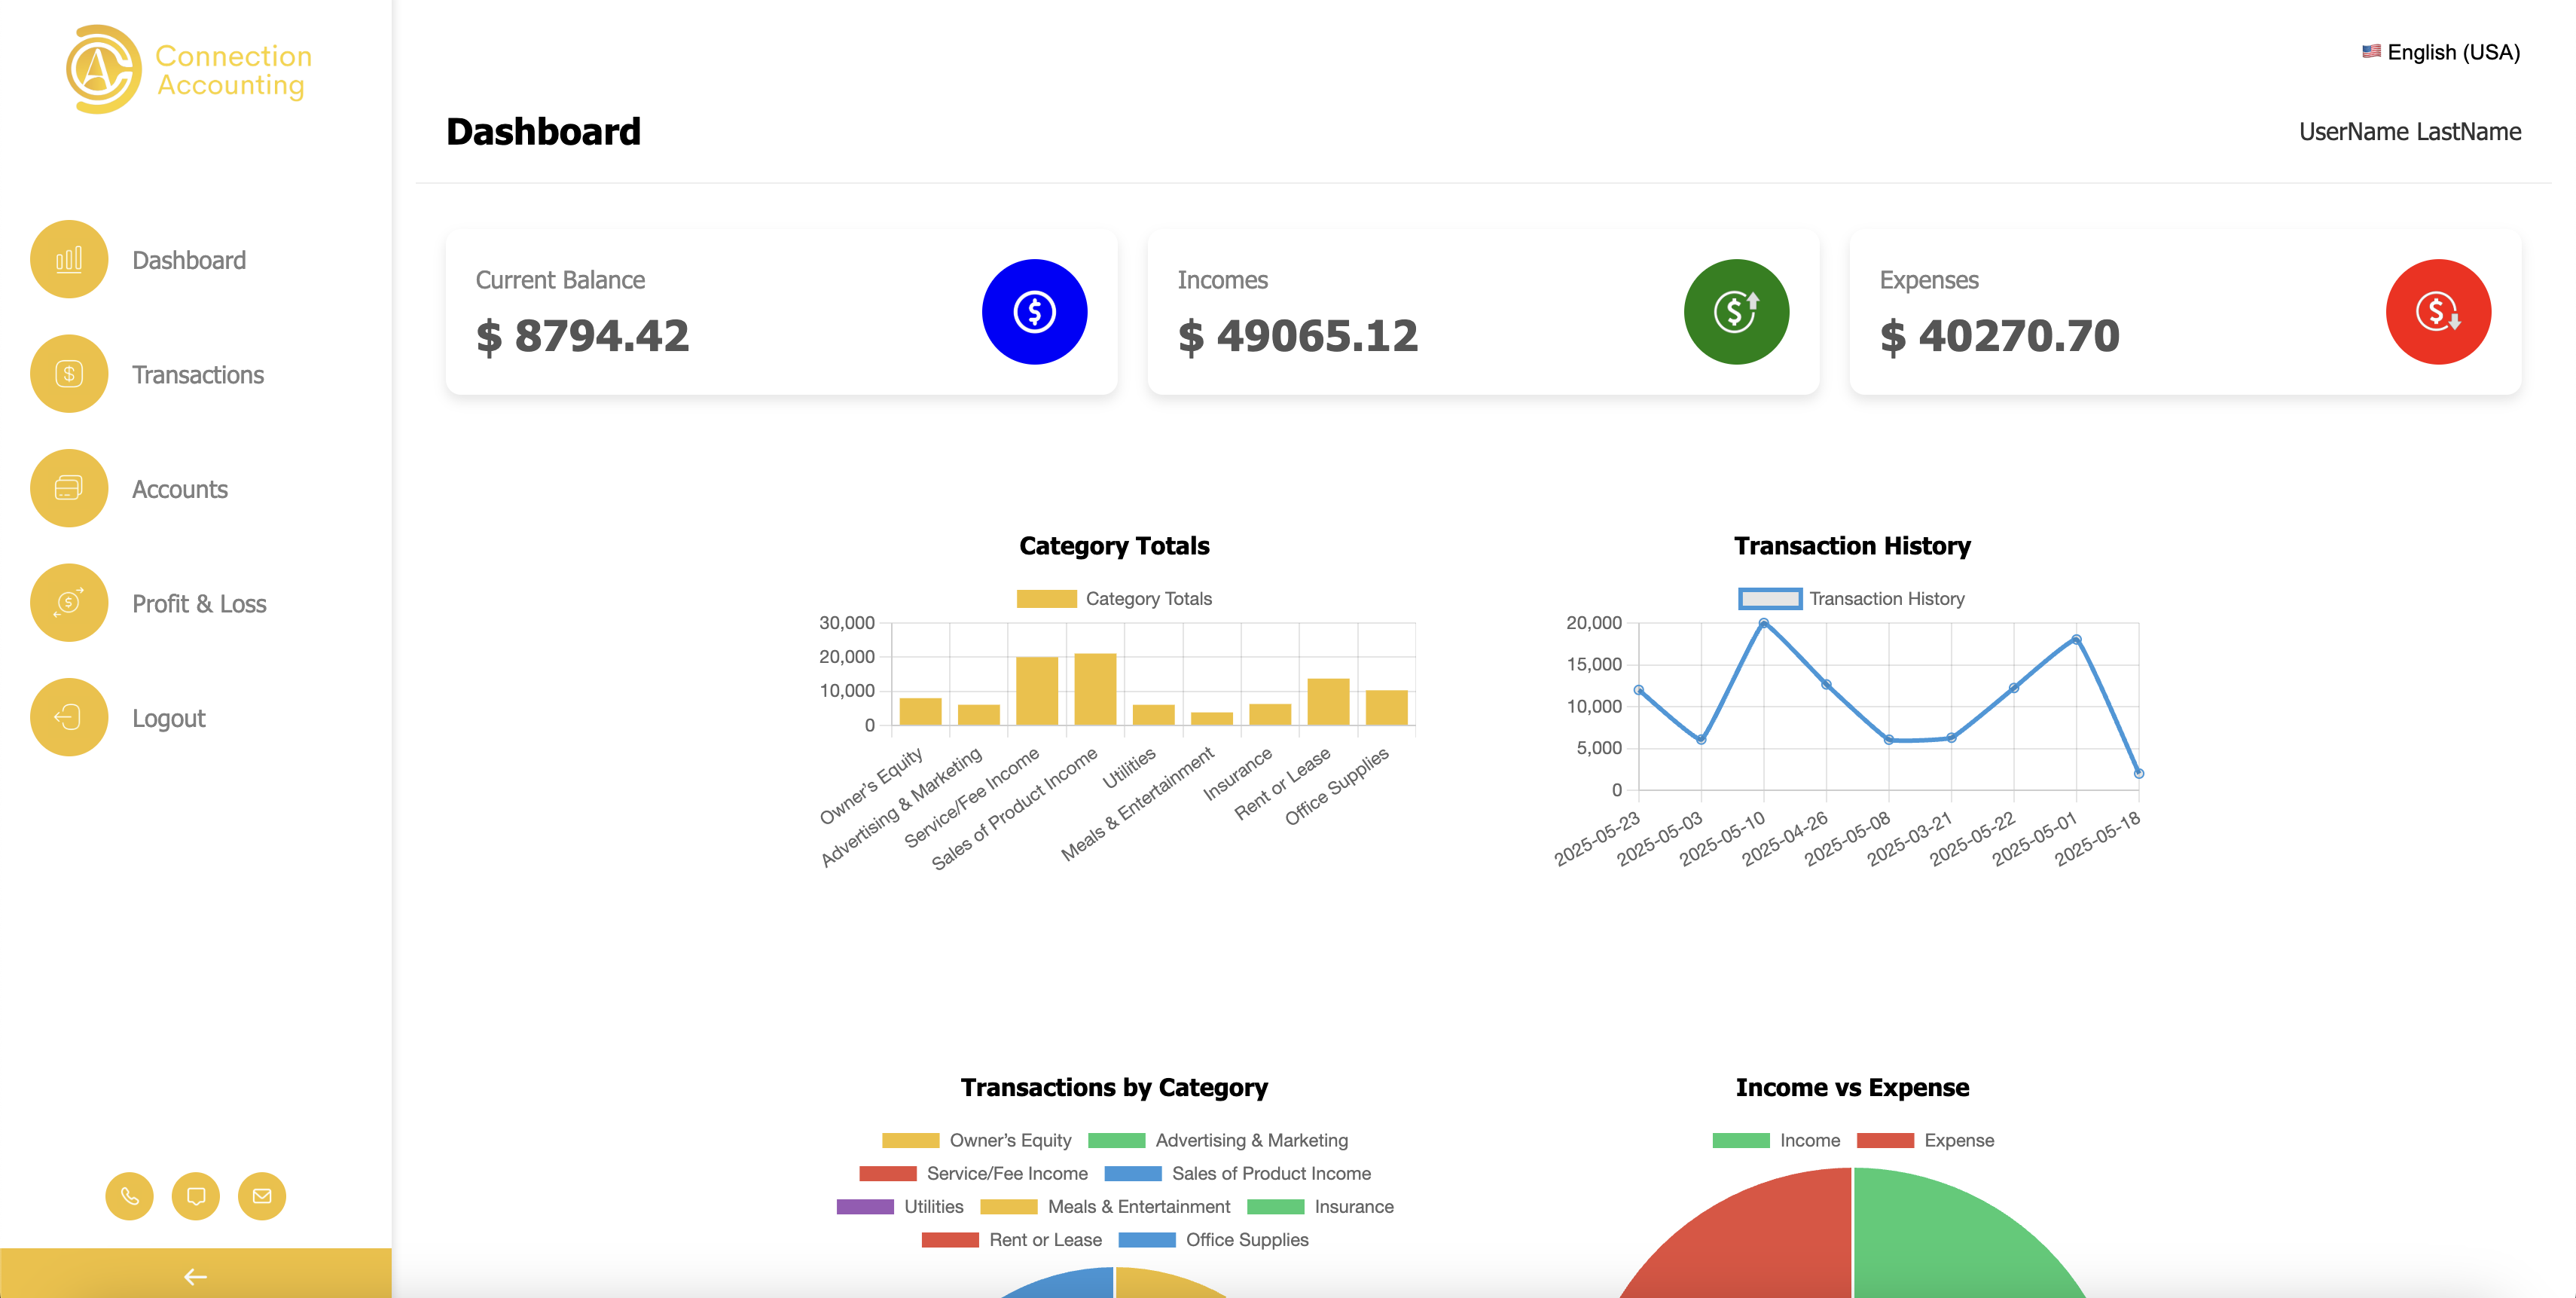 Connection
Accounting
English (USA)
Dashboard
UserName LastName
Dashboard
Transactions
Accounts
Profit & Loss
Logout
Current Balance
$ 8794.42
Incomes
$ 49065.12
Expenses
$ 40270.70
Category Totals
Category Totals
30,000
20,000
10,000
0
Owner's Equity
Advertising & Marketing
Service/Fee Income
Sales of Product Income
Utilities
Meals & Entertainment
Insurance
Rent or Lease
Office Supplies
Transaction History
Transaction History
20,000
15,000
10,000
5,000
0
2025-05-23
2025-05-03
2025-05-10
2025-04-26
2025-05-08
2025-03-21
2025-05-22
2025-05-01
2025-05-18
Transactions by Category
Owner's Equity Advertising & Marketing
Service/Fee Income Sales of Product Income
Utilities Meals & Entertainment Insurance
Rent or Lease Office Supplies
Income vs Expense
Income Expense